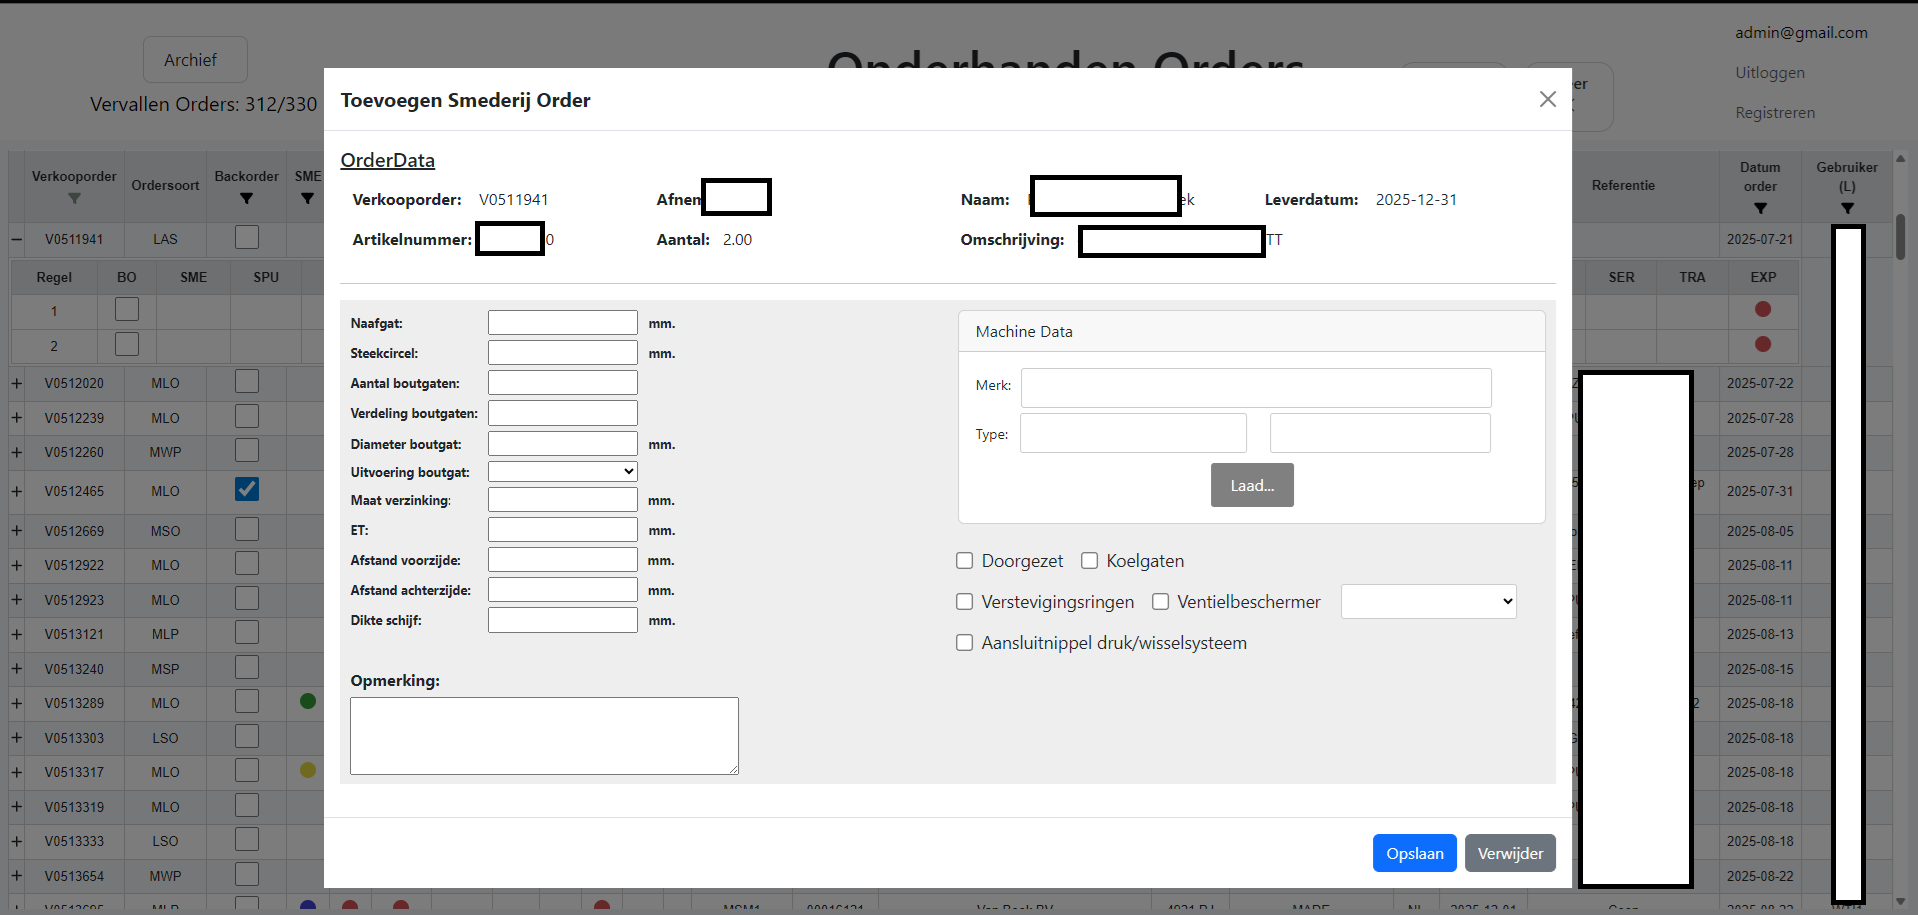 admin@gmail.com
Archief
Onderhanden Orders
Uitloggen
Vervallen Orders: 312/330
Registreren
Toevoegen Smederij Order
OrderData
Verkooporder: V0511941
Naam: ek
Leverdatum: 2025-12-31
Artikelnummer: 0
Aantal: 2.00
Omschrijving: TT
Naafgat: mm.
Steekcircel: mm.
Aantal boutgaten:
Verdeling boutgaten:
Diameter boutgat: mm.
Uitvoering boutgat:
Maat verzinking: mm.
ET: mm.
Afstand voorzijde: mm.
Afstand achterzijde: mm.
Dikte schijf: mm.
Opmerking:
Machine Data
Merk:
Type:
Laad...
Doorgezet Koelgaten
Verstevigingsringen Ventielbeschermer
Aansluitnippel druk/wisselsysteem
Opslaan Verwijder
Verkooporder Ordersoort Backorder SME Referentie Datum order Gebruiker (L)
V0511941 LAS 2025-07-21
Regel BO SME SPU SER TRA EXP
1
2
V0512020 MLO 2025-07-22
V0512239 MLO 2025-07-28
V0512260 MWP 2025-07-28
V0512465 MLO 2025-07-31
V0512669 MSO 2025-08-05
V0512922 MLO 2025-08-11
V0512923 MLO 2025-08-11
V0513121 MLP 2025-08-13
V0513240 MSP 2025-08-15
V0513289 MLO 2025-08-18
V0513303 LSO 2025-08-18
V0513317 MLO 2025-08-18
V0513319 MLO 2025-08-18
V0513333 LSO 2025-08-18
V0513654 MWP 2025-08-22